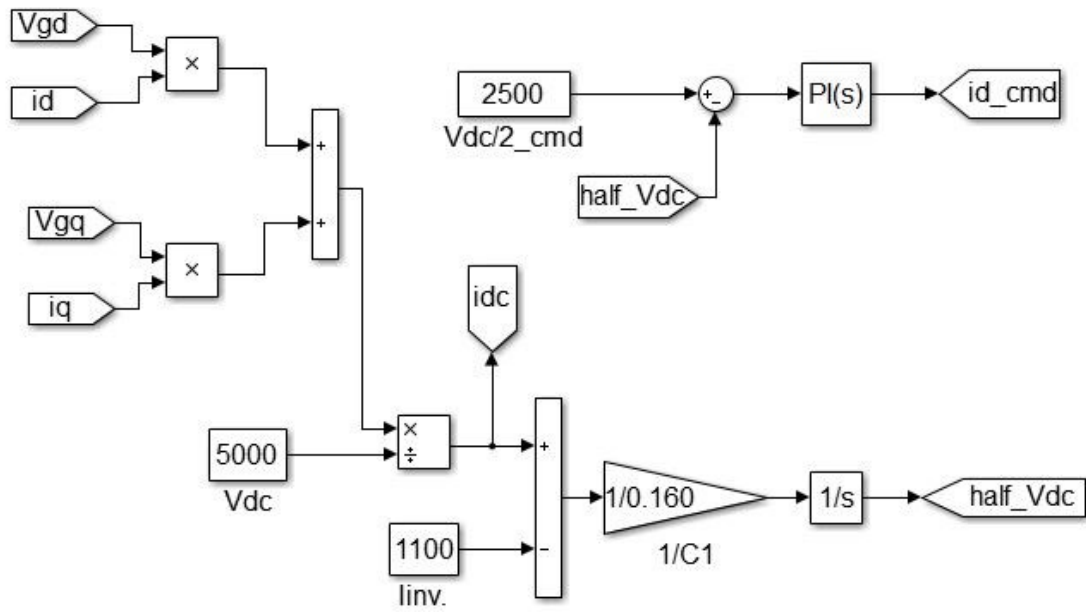 Vgd
×
id
+
+
Vgq
×
iq
2500
Vdc/2_cmd
+
-
PI(s)
id_cmd
half_Vdc
idc
5000
Vdc
×
÷
1100
Iinv.
+
-
1/0.160
1/C1
1/s
half_Vdc